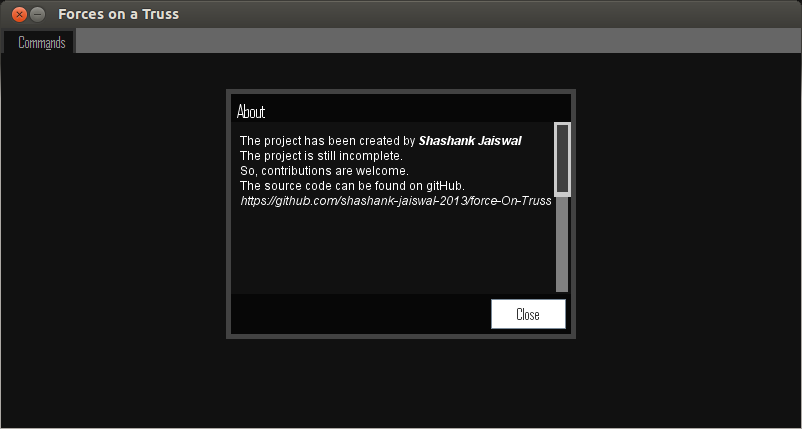 Forces on a Truss
Commands
About
The project has been created by Shashank Jaiswal
The project is still incomplete.
So, contributions are welcome.
The source code can be found on gitHub.
https://github.com/shashank-jaiswal-2013/force-On-Truss
Close